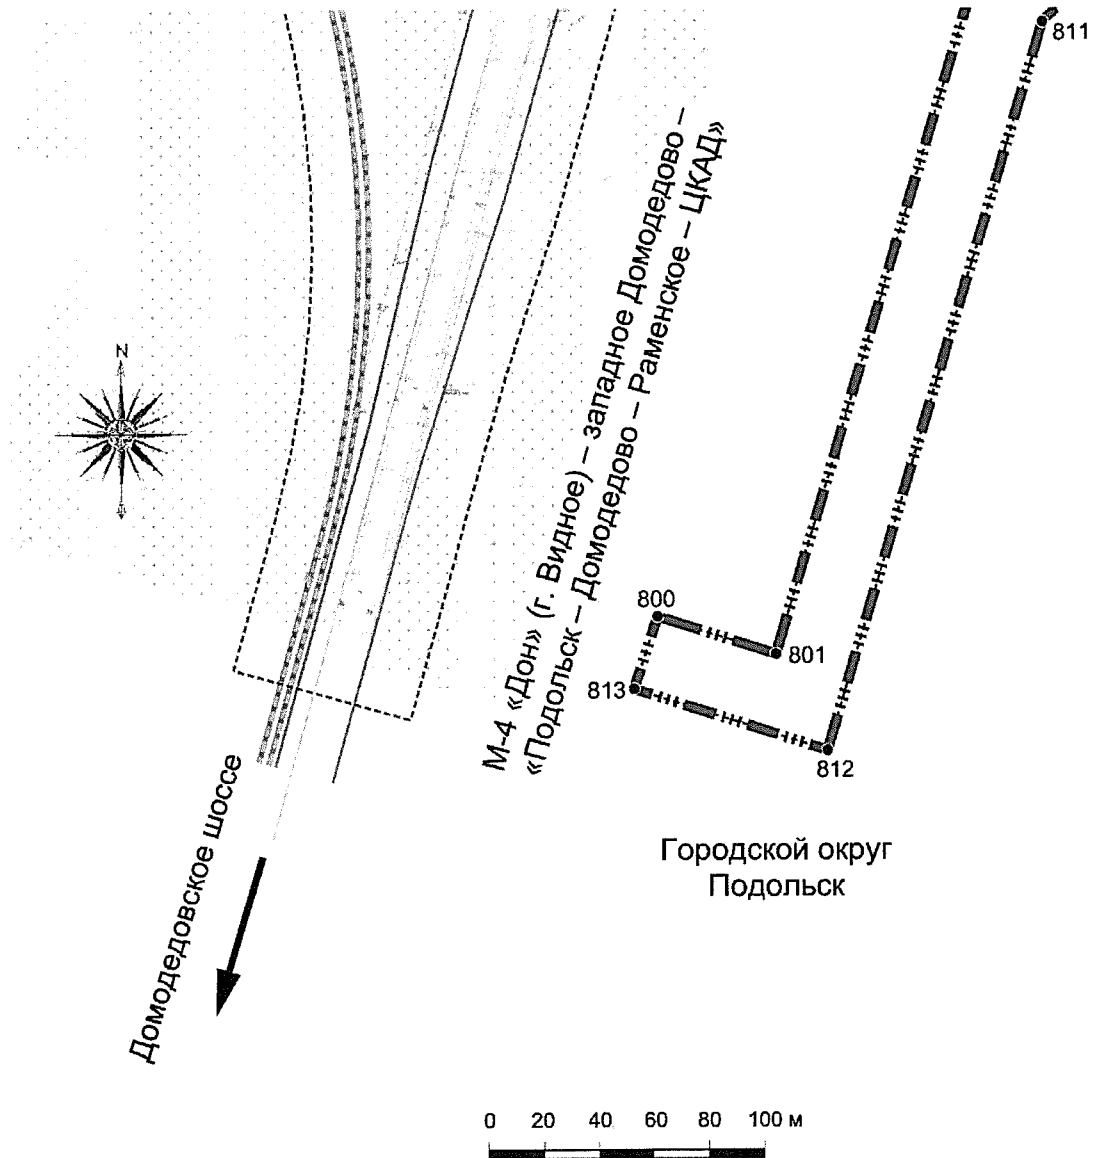 811
М-4 «Дон» (г. Видное) – западное Домодедово –
«Подольск – Домодедово – Раменское – ЦКАД»
N
800
801
813
812
Домодедовское шоссе
Городской округ
Подольск
0 20 40 60 80 100 м